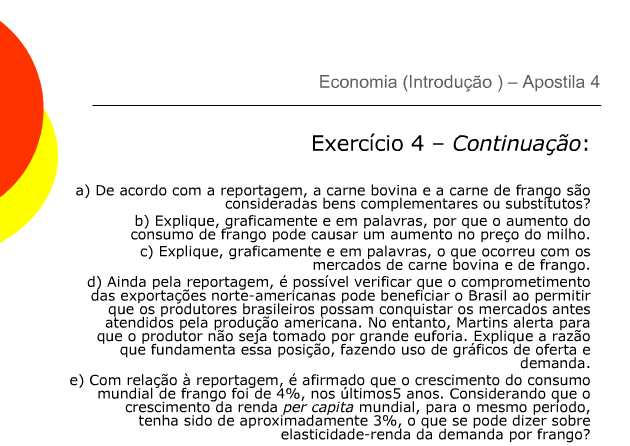 Economia (Introdução ) – Apostila 4
Exercício 4 – Continuação:
a) De acordo com a reportagem, a carne bovina e a carne de frango são
consideradas bens complementares ou substitutos?
b) Explique, graficamente e em palavras, por que o aumento do
consumo de frango pode causar um aumento no preço do milho.
c) Explique, graficamente e em palavras, o que ocorreu com os
mercados de carne bovina e de frango.
d) Ainda pela reportagem, é possível verificar que o comprometimento
das exportações norte-americanas pode beneficiar o Brasil ao permitir
que os produtores brasileiros possam conquistar os mercados antes
atendidos pela produção americana. No entanto, Martins alerta para
que o produtor não seja tomado por grande euforia. Explique a razão
que fundamenta essa posição, fazendo uso de gráficos de oferta e
demanda.
e) Com relação à reportagem, é afirmado que o crescimento do consumo
mundial de frango foi de 4%, nos últimos5 anos. Considerando que o
crescimento da renda per capita mundial, para o mesmo período,
tenha sido de aproximadamente 3%, o que se pode dizer sobre
elasticidade-renda da demanda por frango?